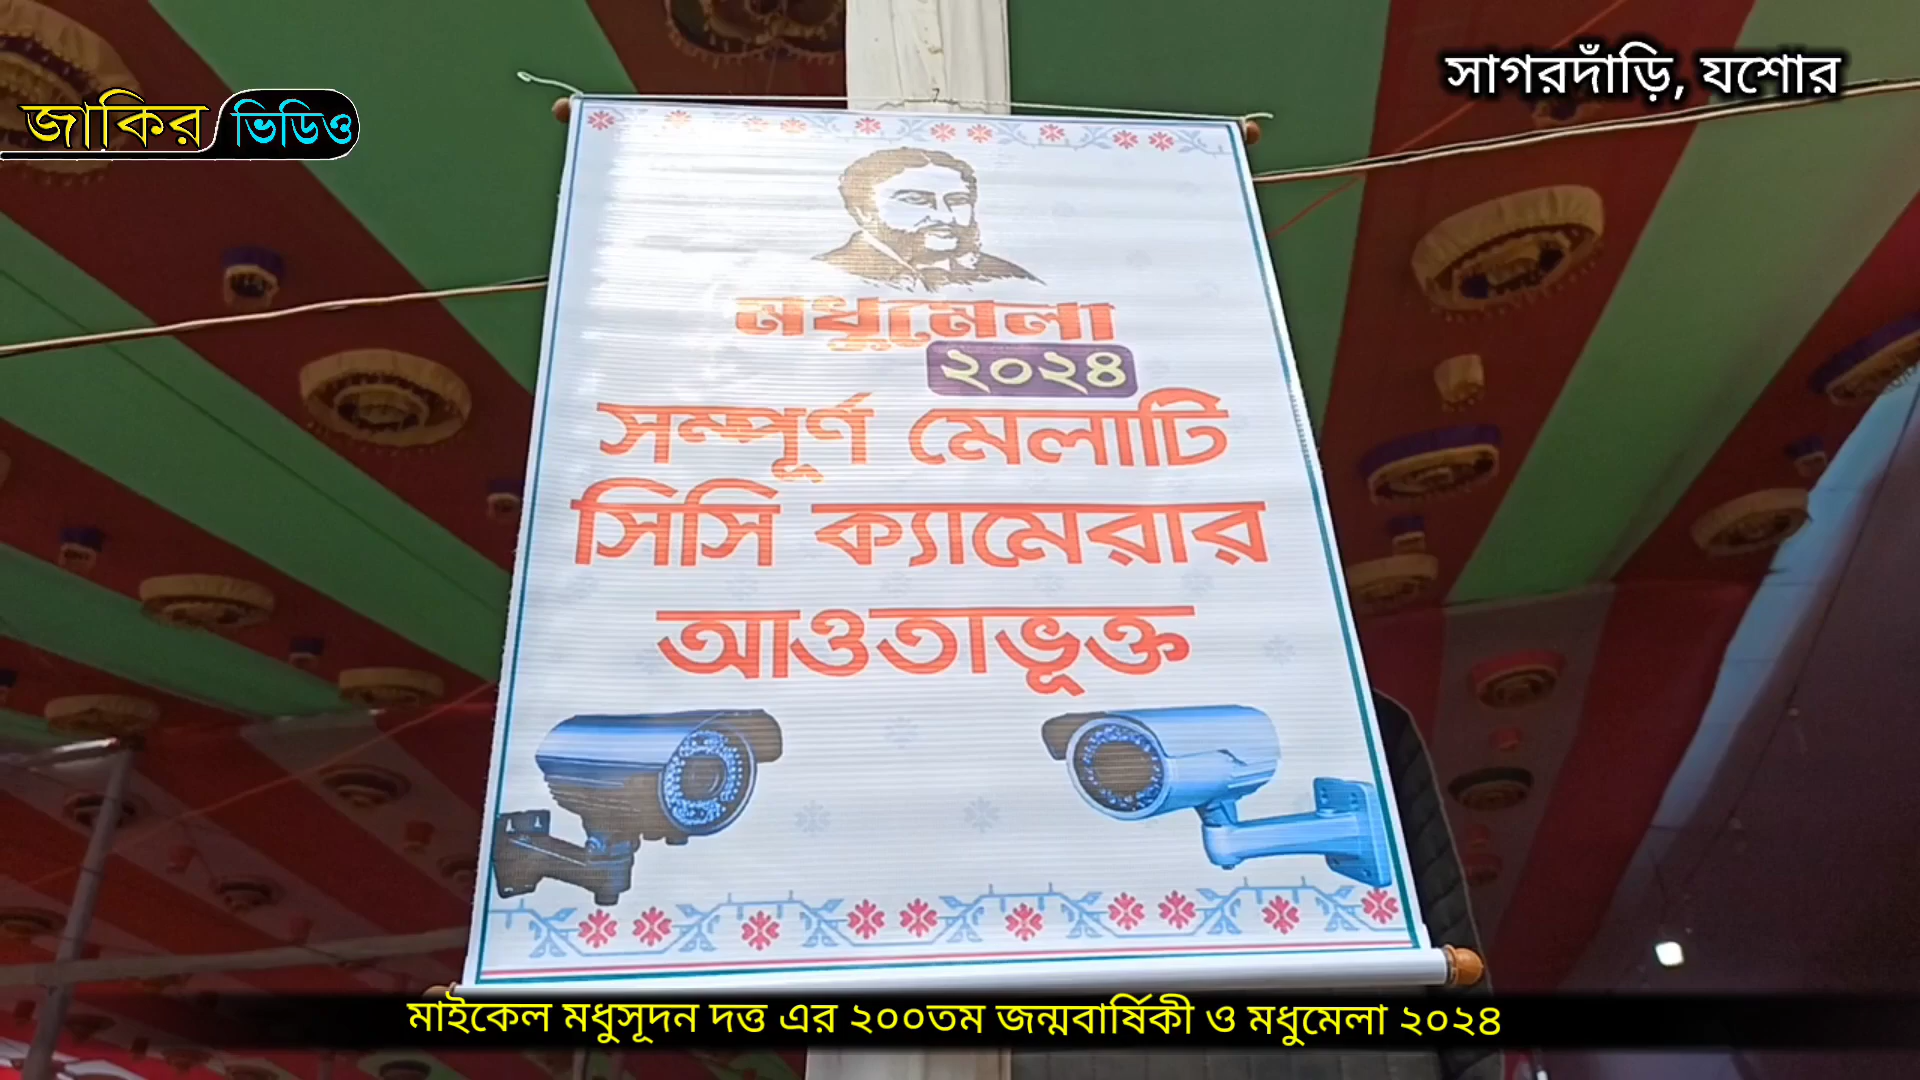 সাগরদাঁড়ি, যশোর
জাকির ভিডিও
মধুমেলা
২০২৪
সম্পূর্ণ মেলাটি
সিসি ক্যামেরার
আওতাভূক্ত
মাইকেল মধুসূদন দত্ত এর ২০০তম জন্মবার্ষিকী ও মধুমেলা ২০২৪